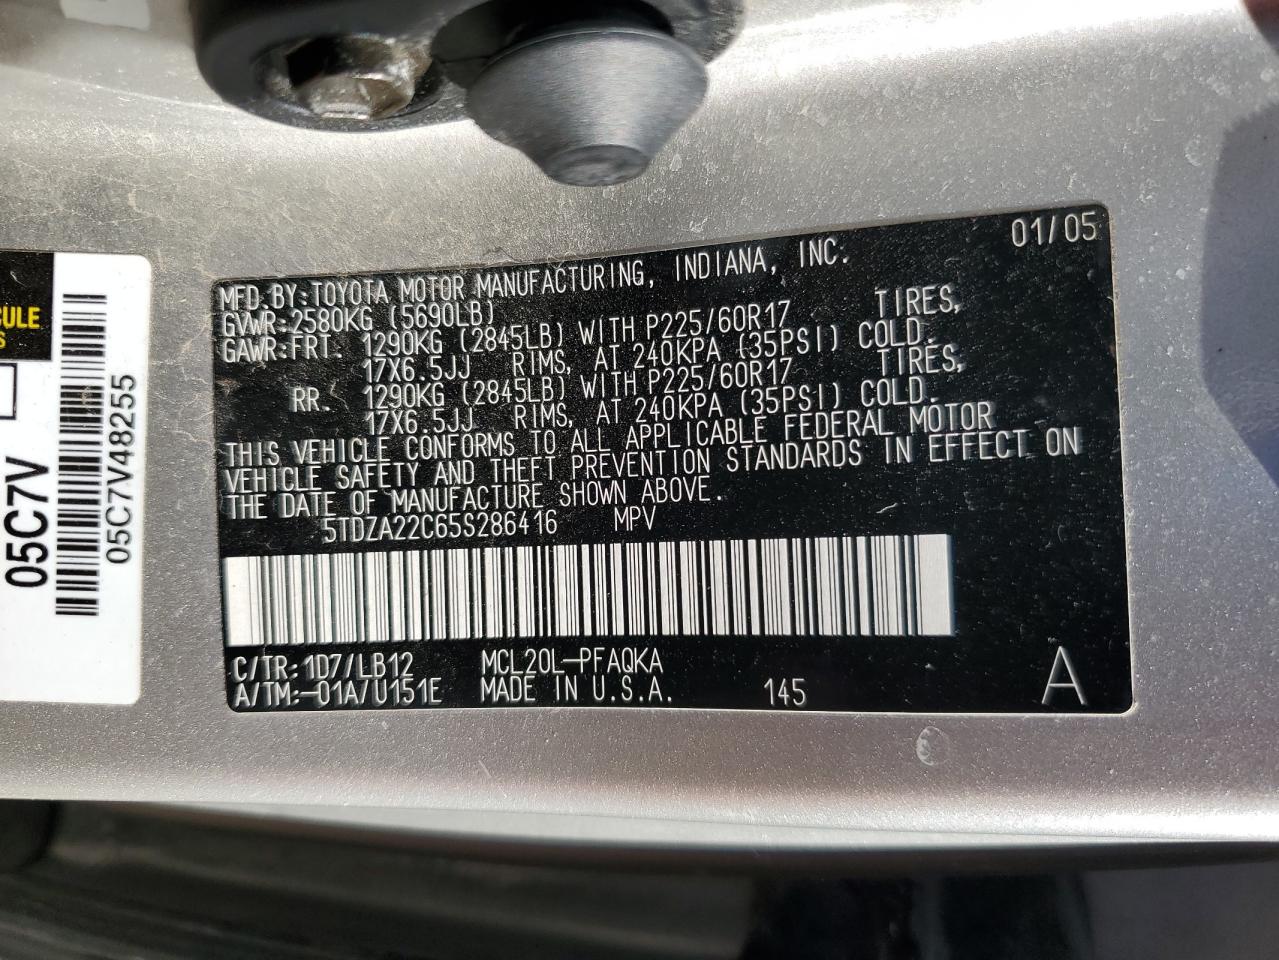 01/05
MFD.BY:TOYOTA MOTOR MANUFACTURING, INDIANA, INC.
GVWR:2580KG (5690LB)
GAWR:FRT. 1290KG (2845LB) WITH P225/60R17 TIRES,
17X6.5JJ RIMS, AT 240KPA (35PSI) COLD.
RR. 1290KG (2845LB) WITH P225/60R17 TIRES,
17X6.5JJ RIMS, AT 240KPA (35PSI) COLD.
THIS VEHICLE CONFORMS TO ALL APPLICABLE FEDERAL MOTOR
VEHICLE SAFETY AND THEFT PREVENTION STANDARDS IN EFFECT ON
THE DATE OF MANUFACTURE SHOWN ABOVE.
5TDZA22C65S286416 MPV
C/TR:1D7/LB12 MCL20L-PFAQKA
A/TM:-01A/U151E MADE IN U.S.A. 145 A
05C7V
05C7V48255